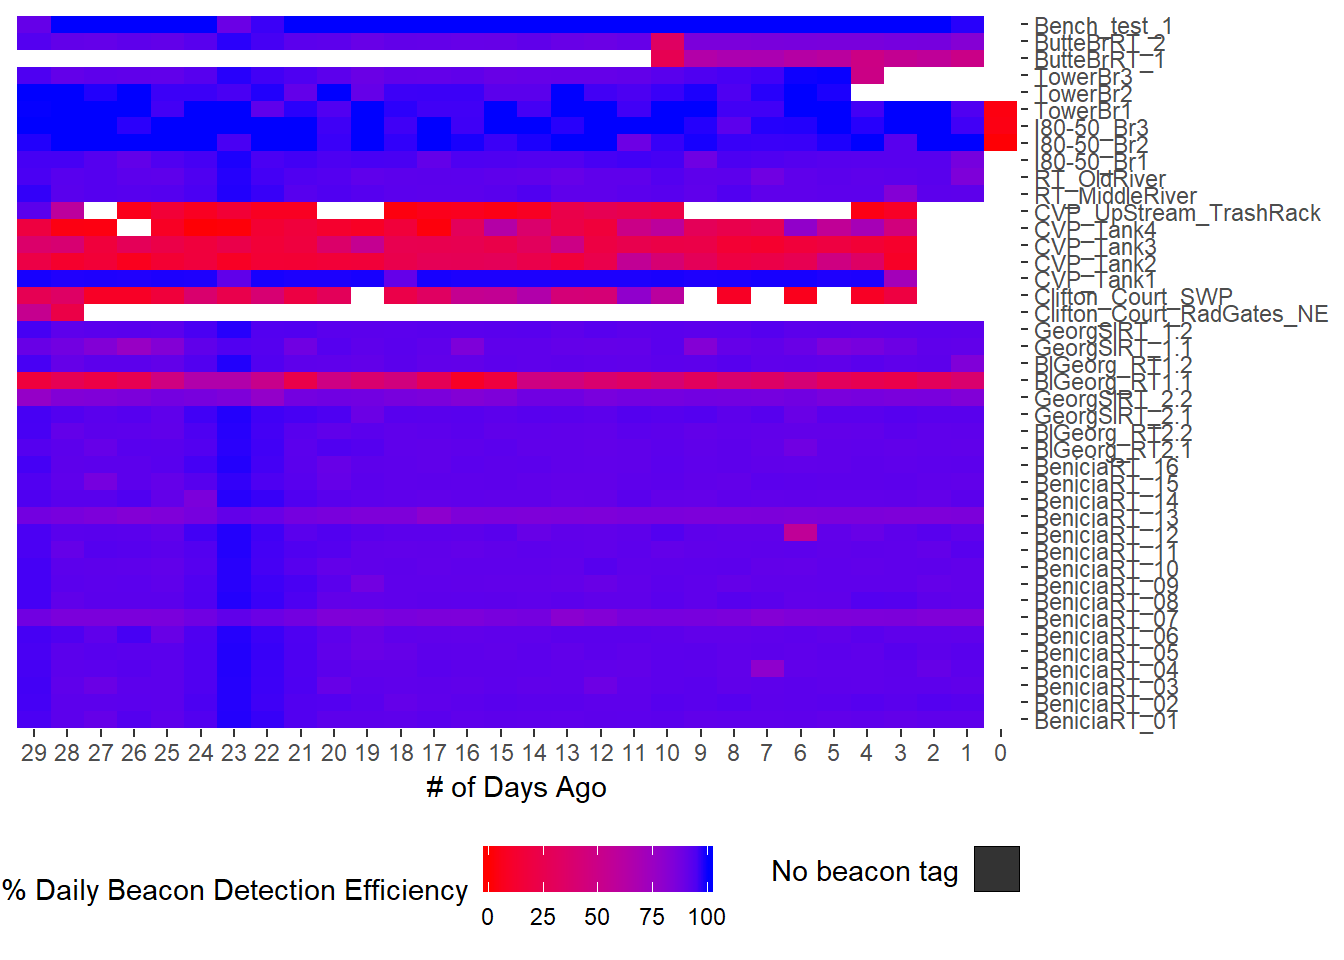 Bench_test_1
ButteBrRT_2
ButteBrRT_1
TowerBr3
TowerBr2
TowerBr1
I80-50_Br3
I80-50_Br2
I80-50_Br1
RT_OldRiver
RT_MiddleRiver
CVP_UpStream_TrashRack
CVP_Tank4
CVP_Tank3
CVP_Tank2
CVP_Tank1
Clifton_Court_SWP
Clifton_Court_RadGates_NE
GeorgSlRT_1.2
GeorgSlRT_1.1
BlGeorg_RT1.2
BlGeorg_RT1.1
GeorgSlRT_2.2
GeorgSlRT_2.1
BlGeorg_RT2.2
BlGeorg_RT2.1
BeniciaRT_16
BeniciaRT_15
BeniciaRT_14
BeniciaRT_13
BeniciaRT_12
BeniciaRT_11
BeniciaRT_10
BeniciaRT_09
BeniciaRT_08
BeniciaRT_07
BeniciaRT_06
BeniciaRT_05
BeniciaRT_04
BeniciaRT_03
BeniciaRT_02
BeniciaRT_01
29 28 27 26 25 24 23 22 21 20 19 18 17 16 15 14 13 12 11 10 9 8 7 6 5 4 3 2 1 0
# of Days Ago
% Daily Beacon Detection Efficiency
0 25 50 75 100
No beacon tag